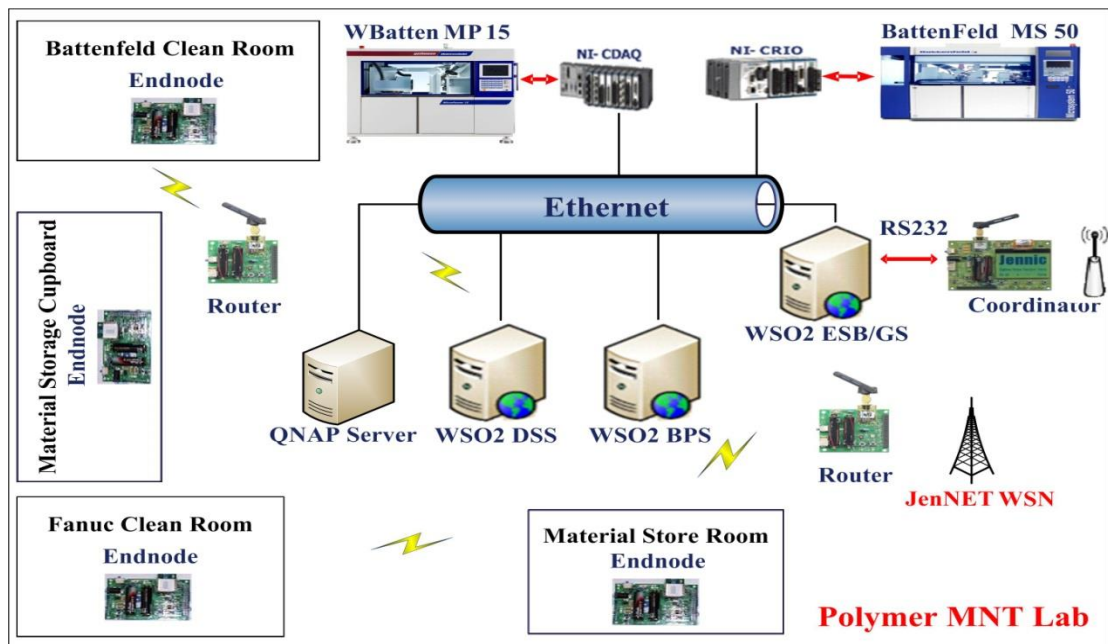 Battenfeld Clean Room
Endnode
WBatten MP 15
NI- CDAQ
NI- CRIO
BattenFeld MS 50
Ethernet
Material Storage Cupboard
Endnode
Router
RS232
Jennic
Coordinator
WSO2 ESB/GS
QNAP Server
WSO2 DSS
WSO2 BPS
Router
JenNET WSN
Fanuc Clean Room
Endnode
Material Store Room
Endnode
Polymer MNT Lab